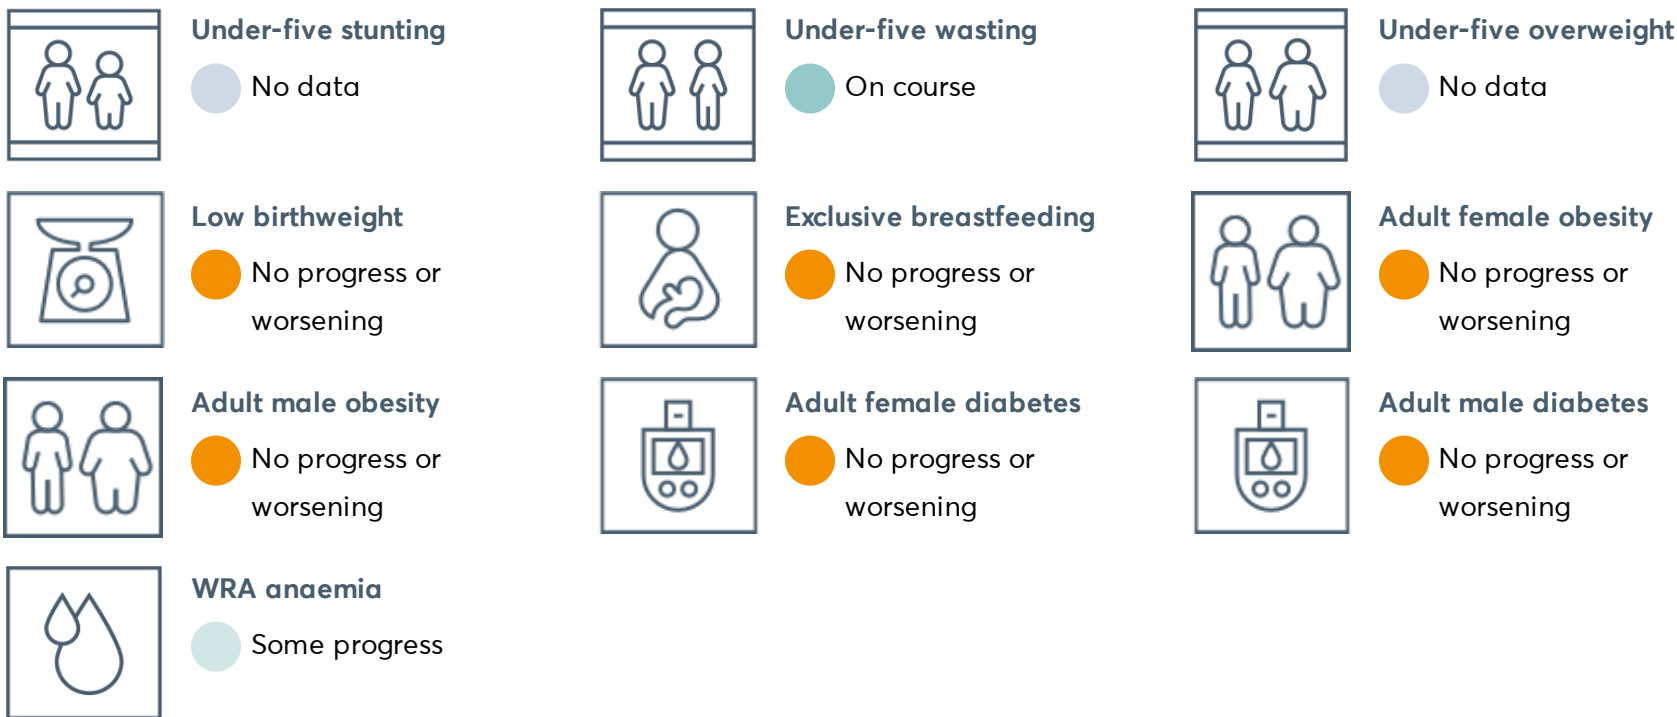 Under-five stunting
No data
Under-five wasting
On course
Under-five overweight
No data
Low birthweight
No progress or
worsening
Exclusive breastfeeding
No progress or
worsening
Adult female obesity
No progress or
worsening
Adult male obesity
No progress or
worsening
Adult female diabetes
No progress or
worsening
Adult male diabetes
No progress or
worsening
WRA anaemia
Some progress